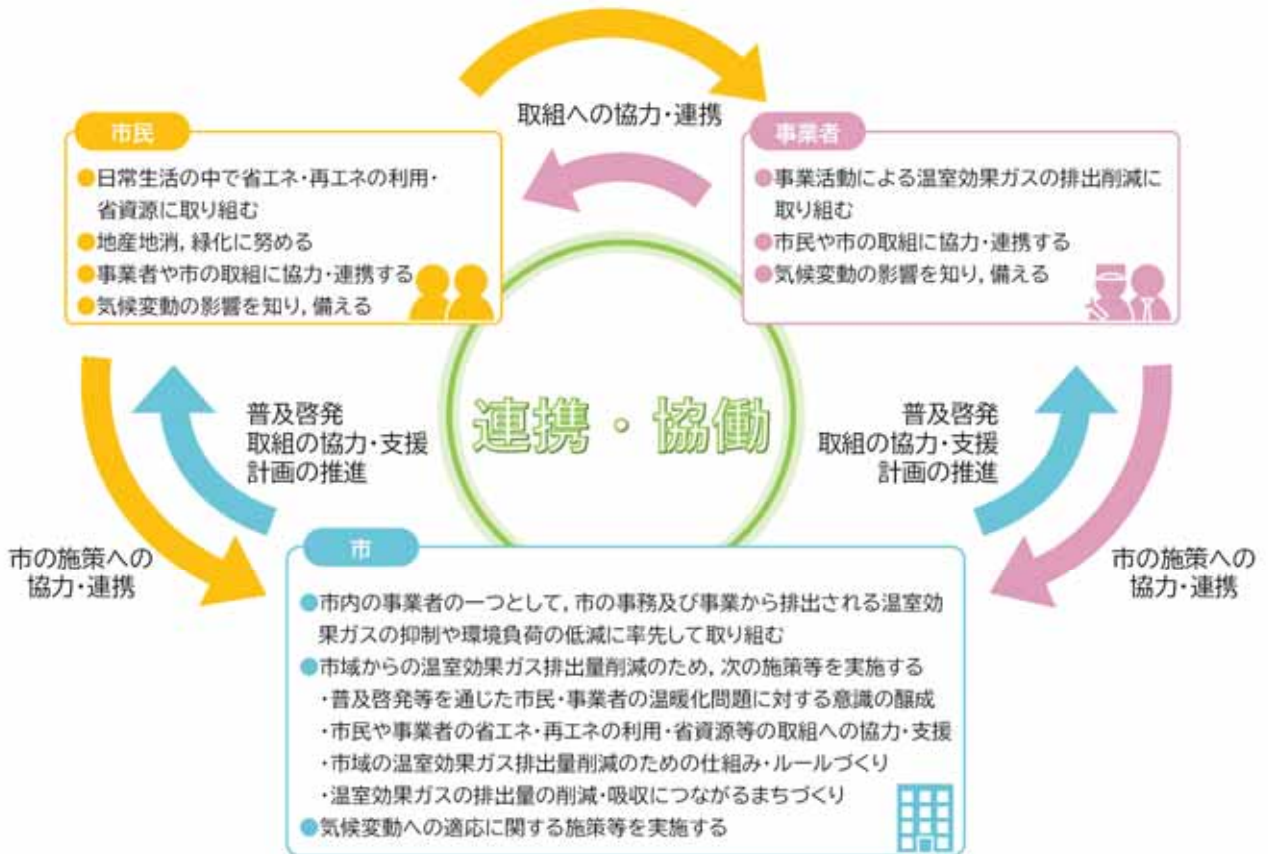 取組への協力・連携
市民
●日常生活の中で省エネ・再エネの利用・
省資源に取り組む
●地産地消，緑化に努める
●事業者や市の取組に協力・連携する
●気候変動の影響を知り，備える
事業者
●事業活動による温室効果ガスの排出削減に
取り組む
●市民や市の取組に協力・連携する
●気候変動の影響を知り，備える
連携・協働
普及啓発
取組の協力・支援
計画の推進
普及啓発
取組の協力・支援
計画の推進
市の施策への
協力・連携
市の施策への
協力・連携
市
●市内の事業者の一つとして，市の事務及び事業から排出される温室効
果ガスの抑制や環境負荷の低減に率先して取り組む
●市域からの温室効果ガス排出量削減のため，次の施策等を実施する
・普及啓発等を通じた市民・事業者の温暖化問題に対する意識の醸成
・市民や事業者の省エネ・再エネの利用・省資源等の取組への協力・支援
・市域の温室効果ガス排出量削減のための仕組み・ルールづくり
・温室効果ガスの排出量の削減・吸収につながるまちづくり
●気候変動への適応に関する施策等を実施する